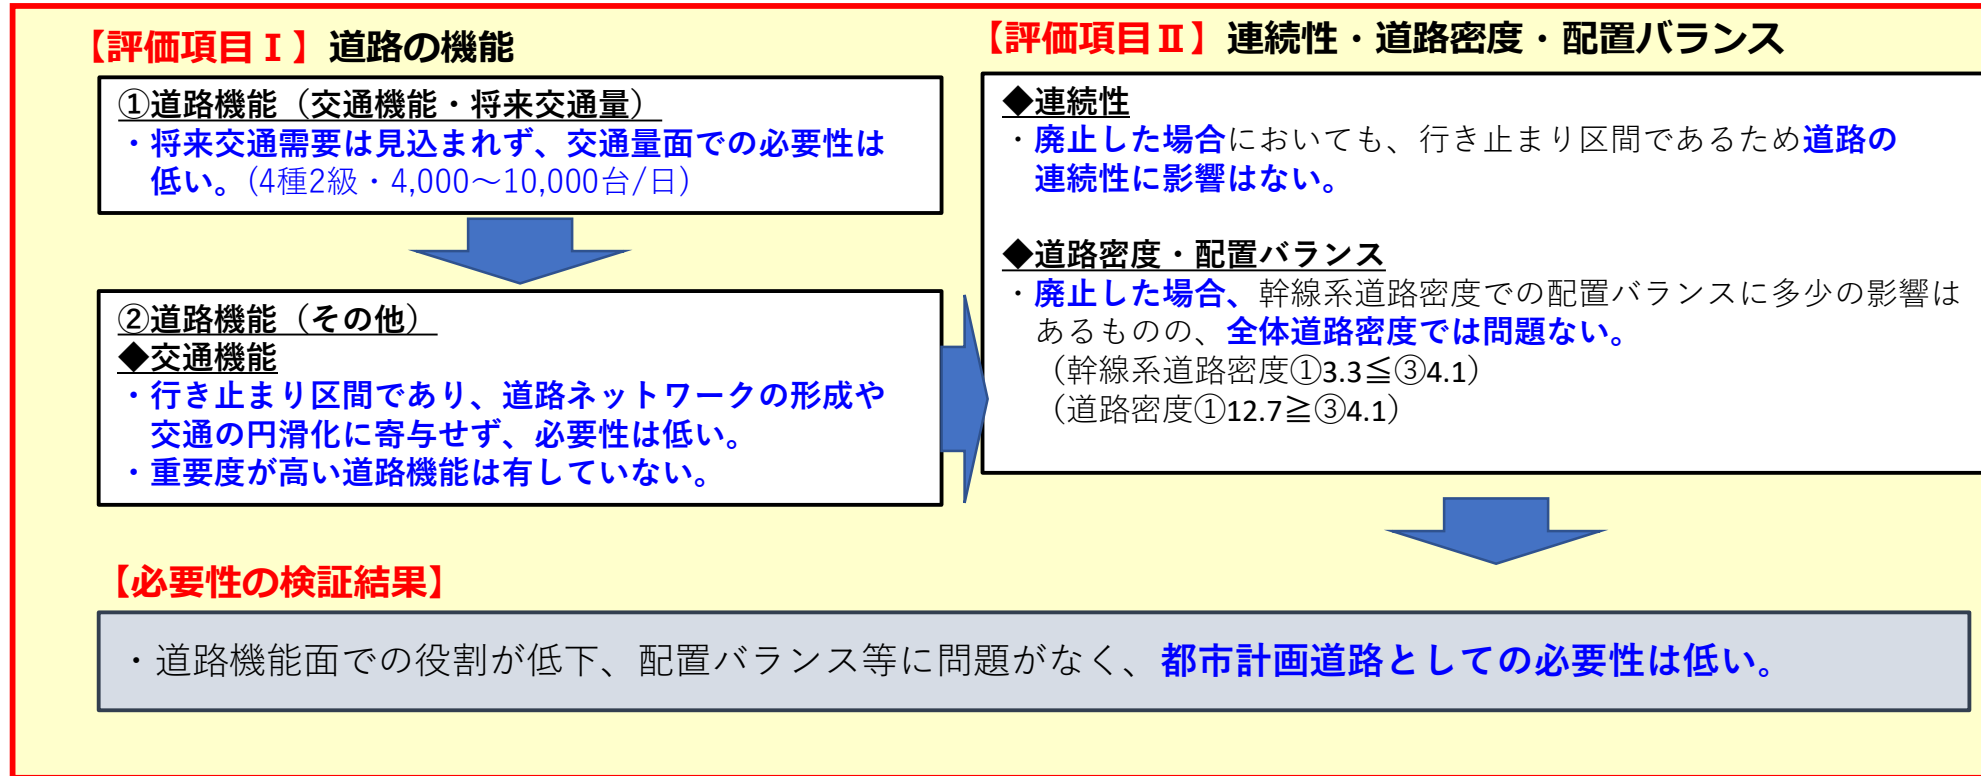 【評価項目Ⅰ】道路の機能
①道路機能（交通機能・将来交通量）
・将来交通需要は見込まれず、交通量面での必要性は
低い。(4種2級・4,000～10,000台/日)
②道路機能（その他）
◆交通機能
・行き止まり区間であり、道路ネットワークの形成や
交通の円滑化に寄与せず、必要性は低い。
・重要度が高い道路機能は有していない。
【評価項目Ⅱ】連続性・道路密度・配置バランス
◆連続性
・廃止した場合においても、行き止まり区間であるため道路の
連続性に影響はない。
◆道路密度・配置バランス
・廃止した場合、幹線系道路密度での配置バランスに多少の影響は
あるものの、全体道路密度では問題ない。
（幹線系道路密度①3.3≦③4.1）
（道路密度①12.7≧③4.1）
【必要性の検証結果】
・道路機能面での役割が低下、配置バランス等に問題がなく、都市計画道路としての必要性は低い。